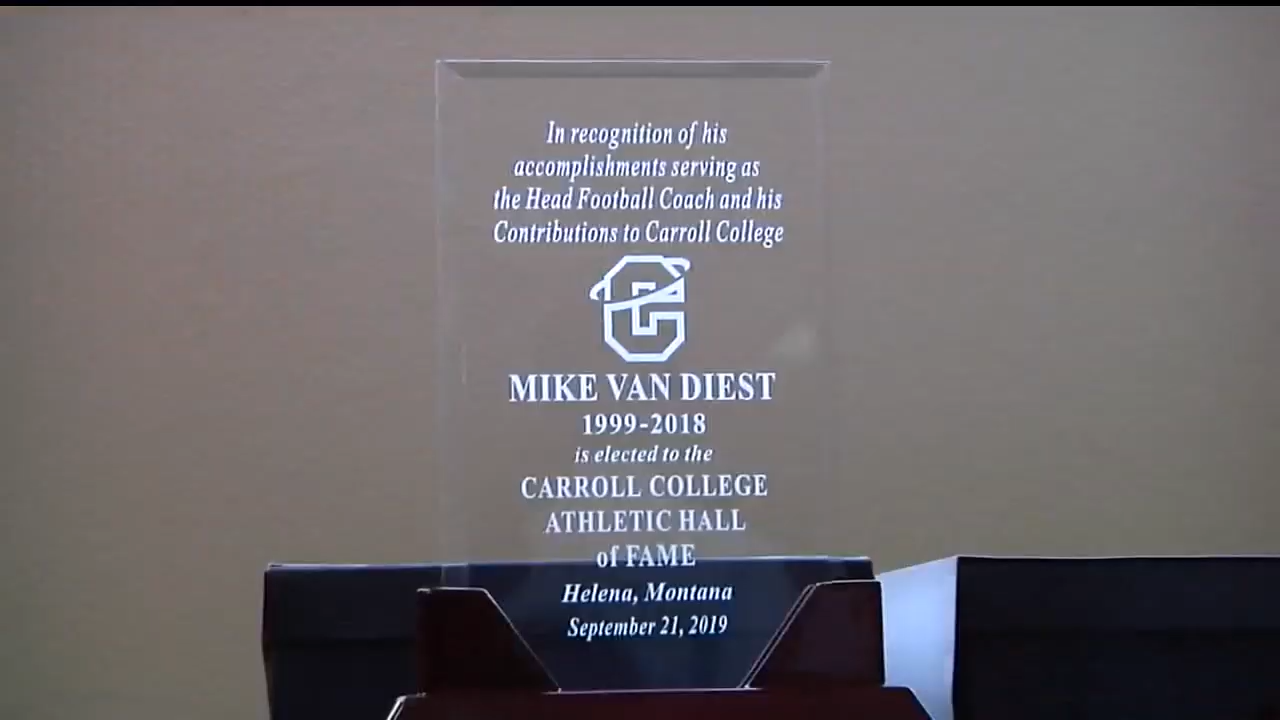 In recognition of his
accomplishments serving as
the Head Football Coach and his
Contributions to Carroll College
C
MIKE VAN DIEST
1999-2018
is elected to the
CARROLL COLLEGE
ATHLETIC HALL
of FAME
Helena, Montana
September 21, 2019